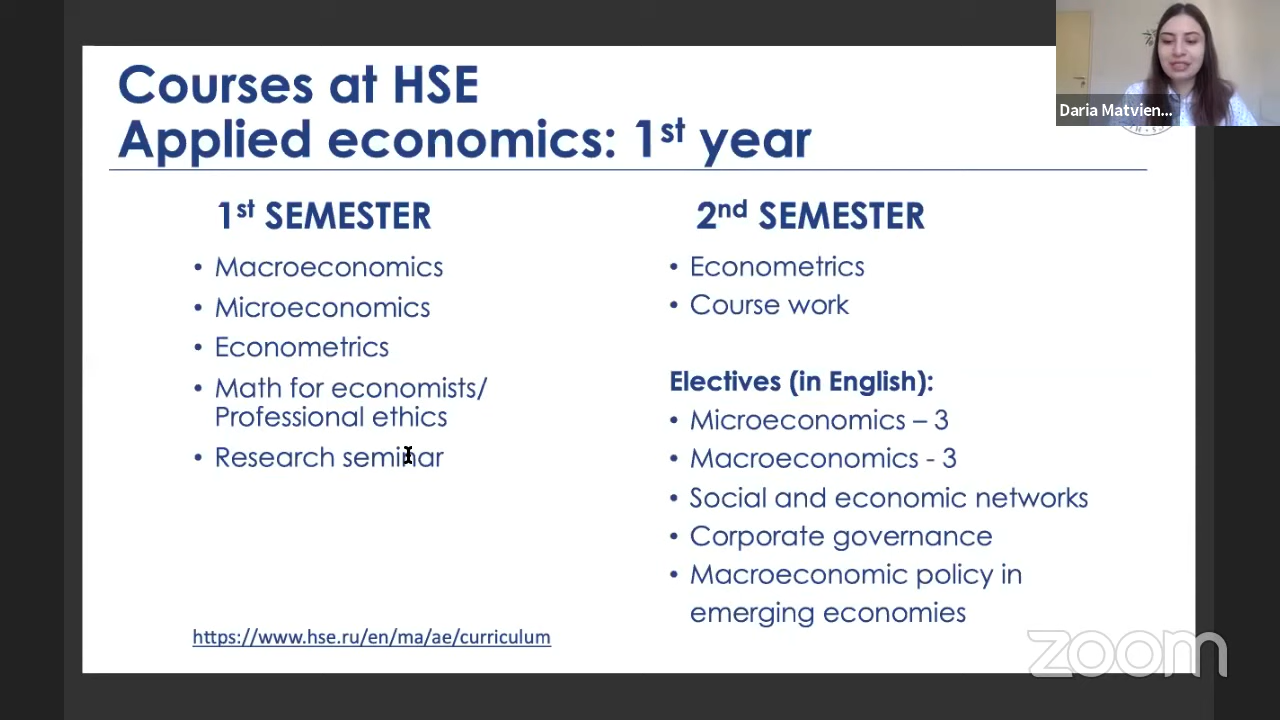 Courses at HSE
Applied economics: 1st year
Daria Matvien...
1st SEMESTER
• Macroeconomics
• Microeconomics
• Econometrics
• Math for economists/
Professional ethics
• Research seminar
https://www.hse.ru/en/ma/ae/curriculum
2nd SEMESTER
• Econometrics
• Course work
Electives (in English):
• Microeconomics – 3
• Macroeconomics - 3
• Social and economic networks
• Corporate governance
• Macroeconomic policy in
emerging economies
zoom